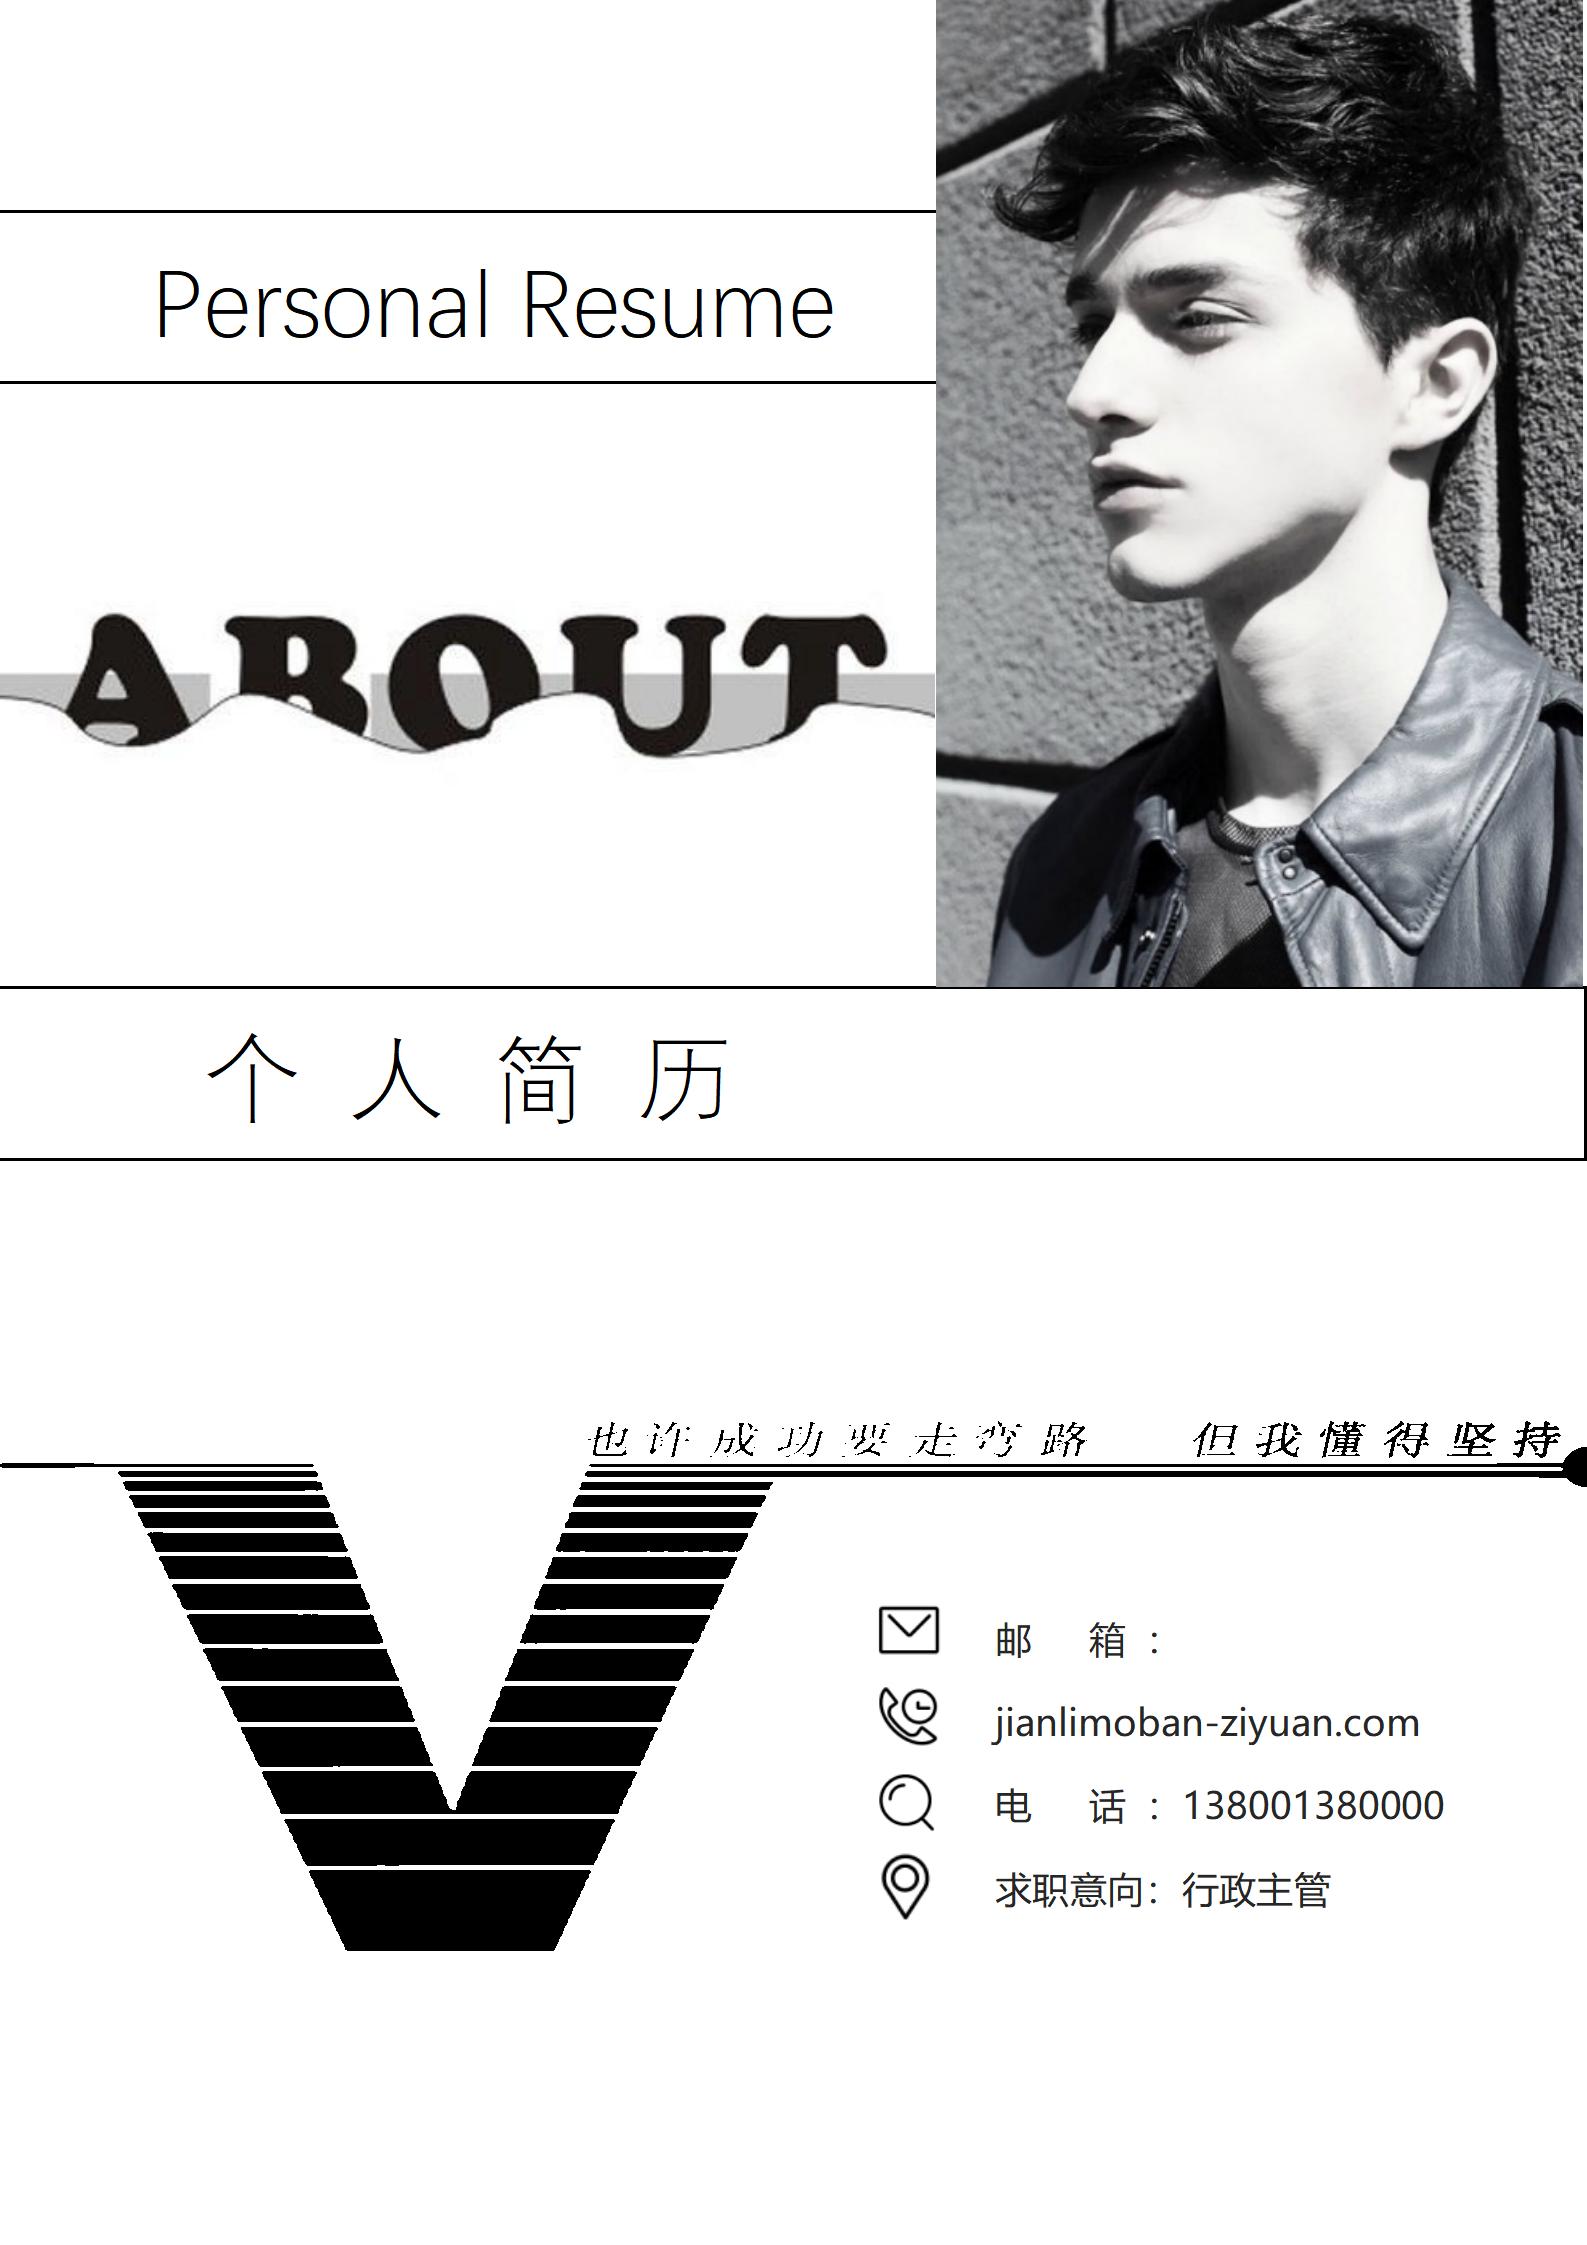 Personal Resume
ABOUT
个人简历
也许成功要走弯路 但我懂得坚持
V
邮 箱：
jianlimoban-ziyuan.com
电 话：138001380000
求职意向：行政主管